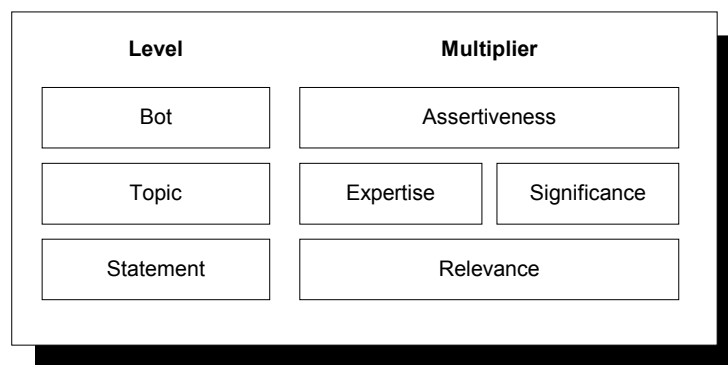 Level Multiplier
Bot Assertiveness
Topic Expertise Significance
Statement Relevance